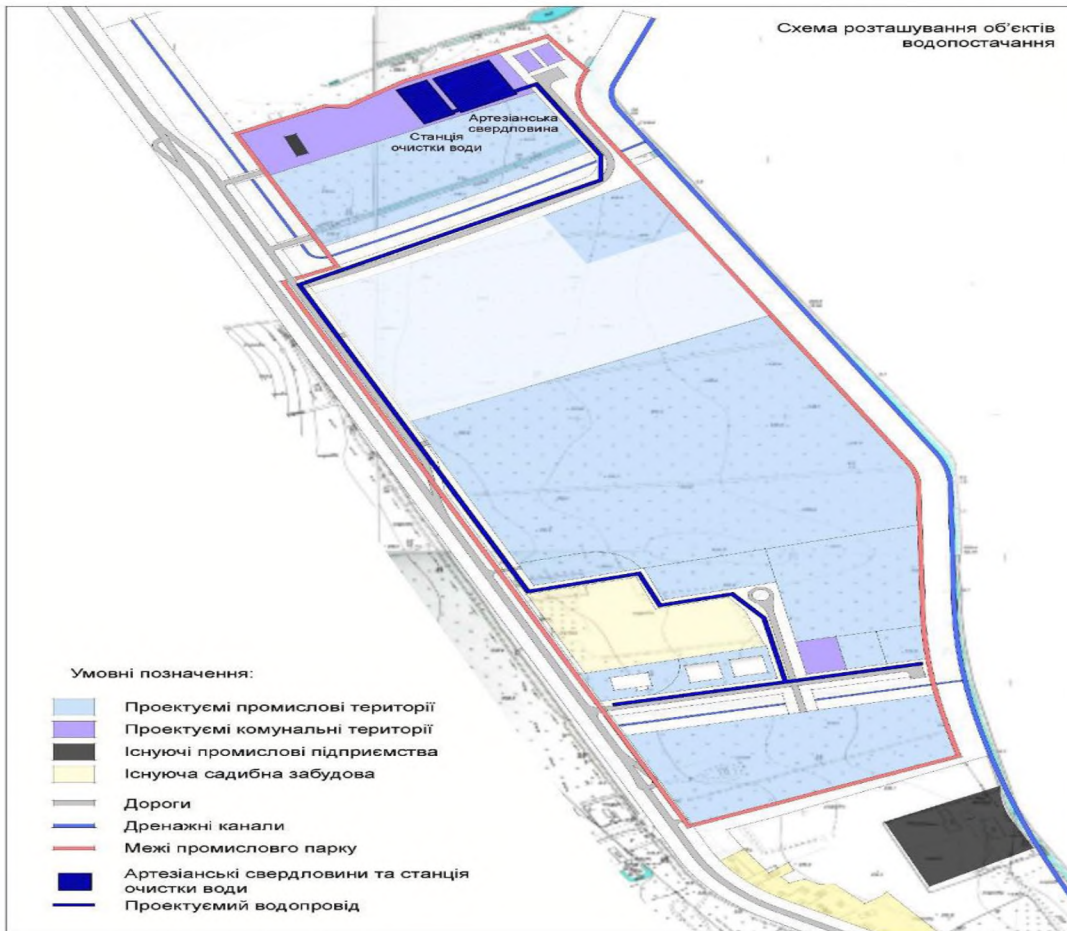 Схема розташування об'єктів
водопостачання
Артезіанська
свердловина
Станція
очистки води
Умовні позначення:
Проектуємі промислові території
Проектуємі комунальні території
Існуючі промислові підприємства
Існуюча садибна забудова
Дороги
Дренажні канали
Межі промислвго парку
Артезіанські свердловини та станція
очистки води
Проектуємий водопровід